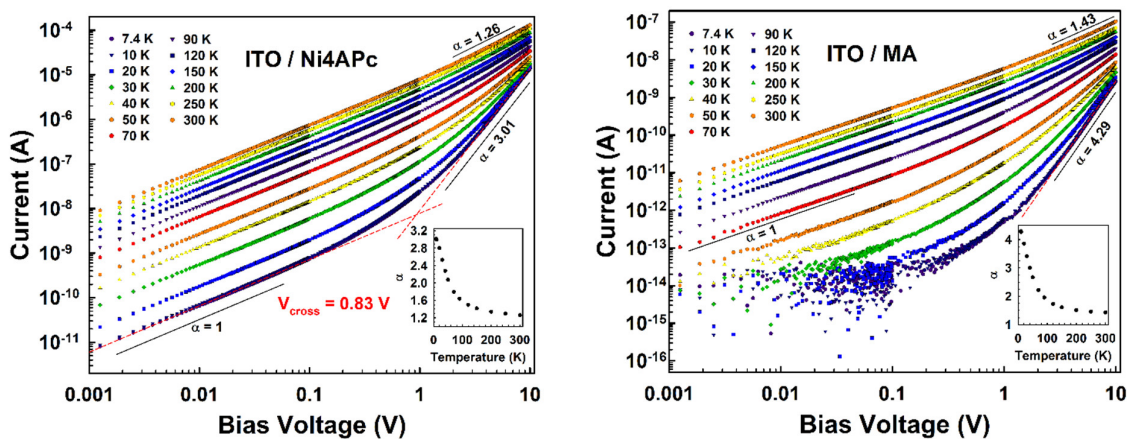 10⁻⁴
10⁻⁵
10⁻⁶
10⁻⁷
10⁻⁸
10⁻⁹
10⁻¹⁰
10⁻¹¹
Current (A)
7.4 K
10 K
20 K
30 K
40 K
50 K
70 K
90 K
120 K
150 K
200 K
250 K
300 K
ITO / Ni4APc
α = 1.26
α = 3.01
α = 1
V_cross = 0.83 V
3.2
2.8
2.4
2.0
1.6
1.2
α
0 100 200 300
Temperature (K)
0.001 0.01 0.1 1 10
Bias Voltage (V)
10⁻⁷
10⁻⁸
10⁻⁹
10⁻¹⁰
10⁻¹¹
10⁻¹²
10⁻¹³
10⁻¹⁴
10⁻¹⁵
10⁻¹⁶
Current (A)
7.4 K
10 K
20 K
30 K
40 K
50 K
70 K
90 K
120 K
150 K
200 K
250 K
300 K
ITO / MA
α = 1.43
α = 4.29
α = 1
4
3
2
1
α
0 100 200 300
Temperature (K)
0.001 0.01 0.1 1 10
Bias Voltage (V)